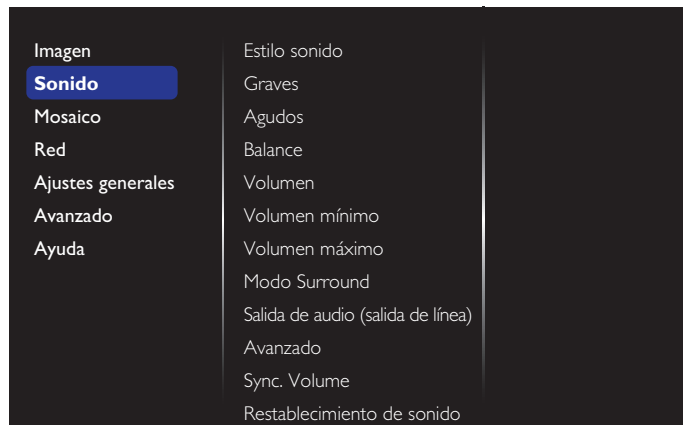 Imagen
Sonido
Mosaico
Red
Ajustes generales
Avanzado
Ayuda
Estilo sonido
Graves
Agudos
Balance
Volumen
Volumen mínimo
Volumen máximo
Modo Surround
Salida de audio (salida de línea)
Avanzado
Sync. Volume
Restablecimiento de sonido